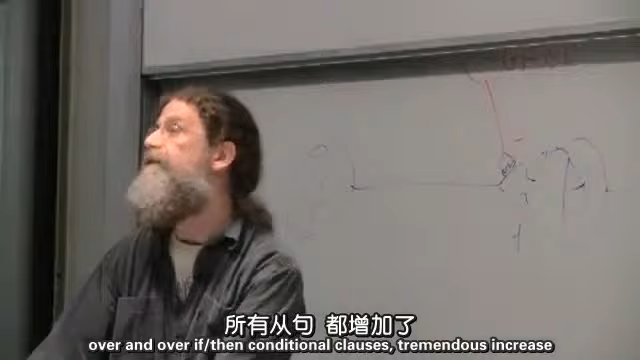 所有从句 都增加了
over and over if/then conditional clauses, tremendous increase